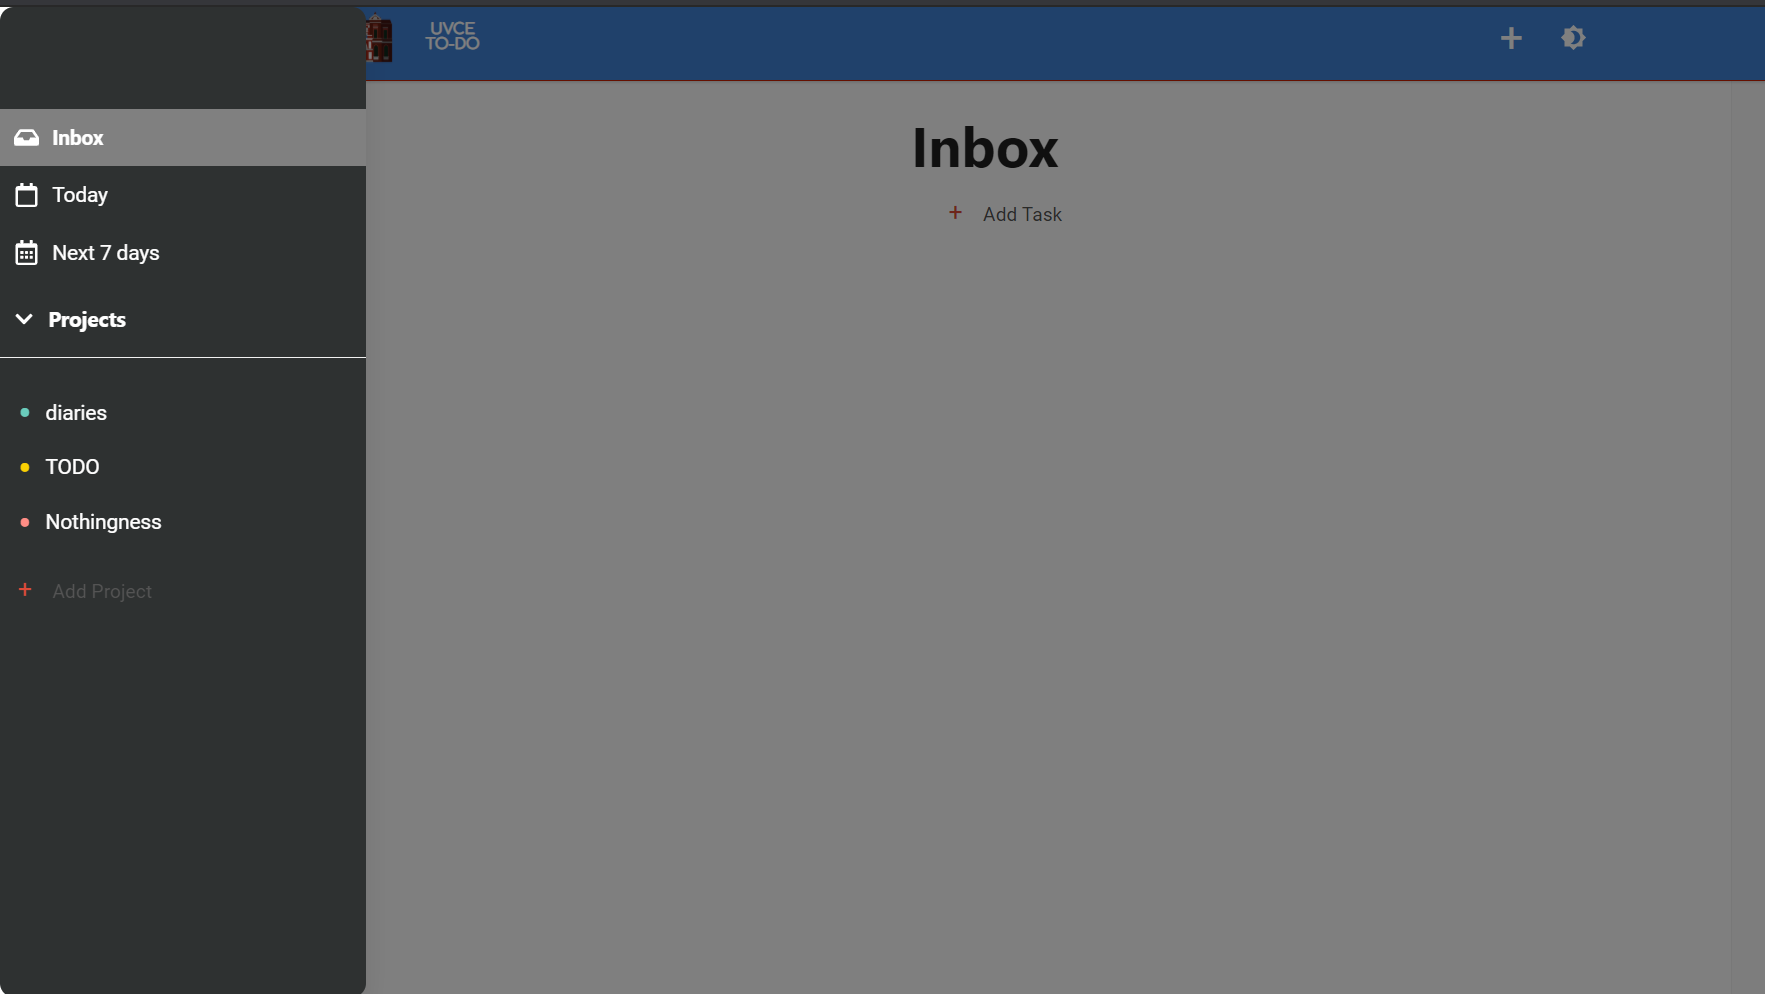 UVCE
TO-DO
Inbox
Today
Next 7 days
Projects
diaries
TODO
Nothingness
+ Add Project
Inbox
+ Add Task